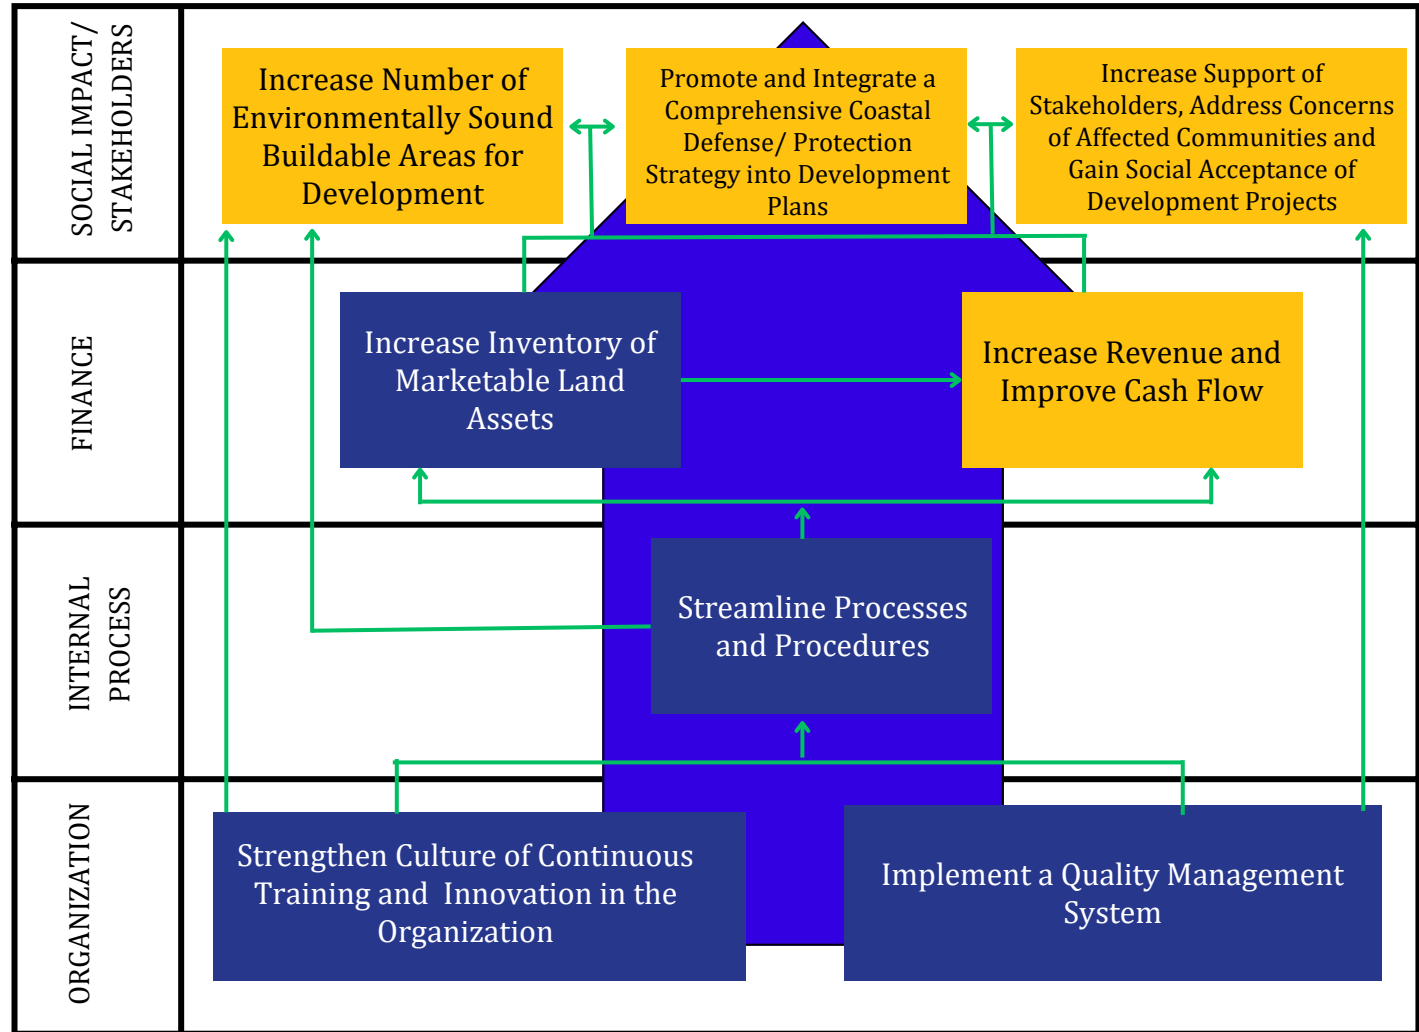 SOCIAL IMPACT/
STAKEHOLDERS
Increase Number of
Environmentally Sound
Buildable Areas for
Development
Promote and Integrate a
Comprehensive Coastal
Defense/ Protection
Strategy into Development
Plans
Increase Support of
Stakeholders, Address Concerns
of Affected Communities and
Gain Social Acceptance of
Development Projects
FINANCE
Increase Inventory of
Marketable Land
Assets
Increase Revenue and
Improve Cash Flow
INTERNAL
PROCESS
Streamline Processes
and Procedures
ORGANIZATION
Strengthen Culture of Continuous
Training and Innovation in the
Organization
Implement a Quality Management
System